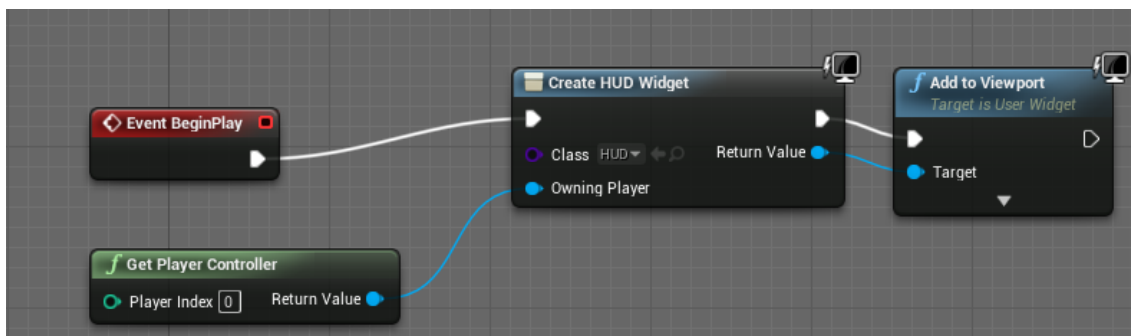 Event BeginPlay
Create HUD Widget
Class HUD
Return Value
Owning Player
Add to Viewport
Target is User Widget
Target
Get Player Controller
Player Index 0
Return Value